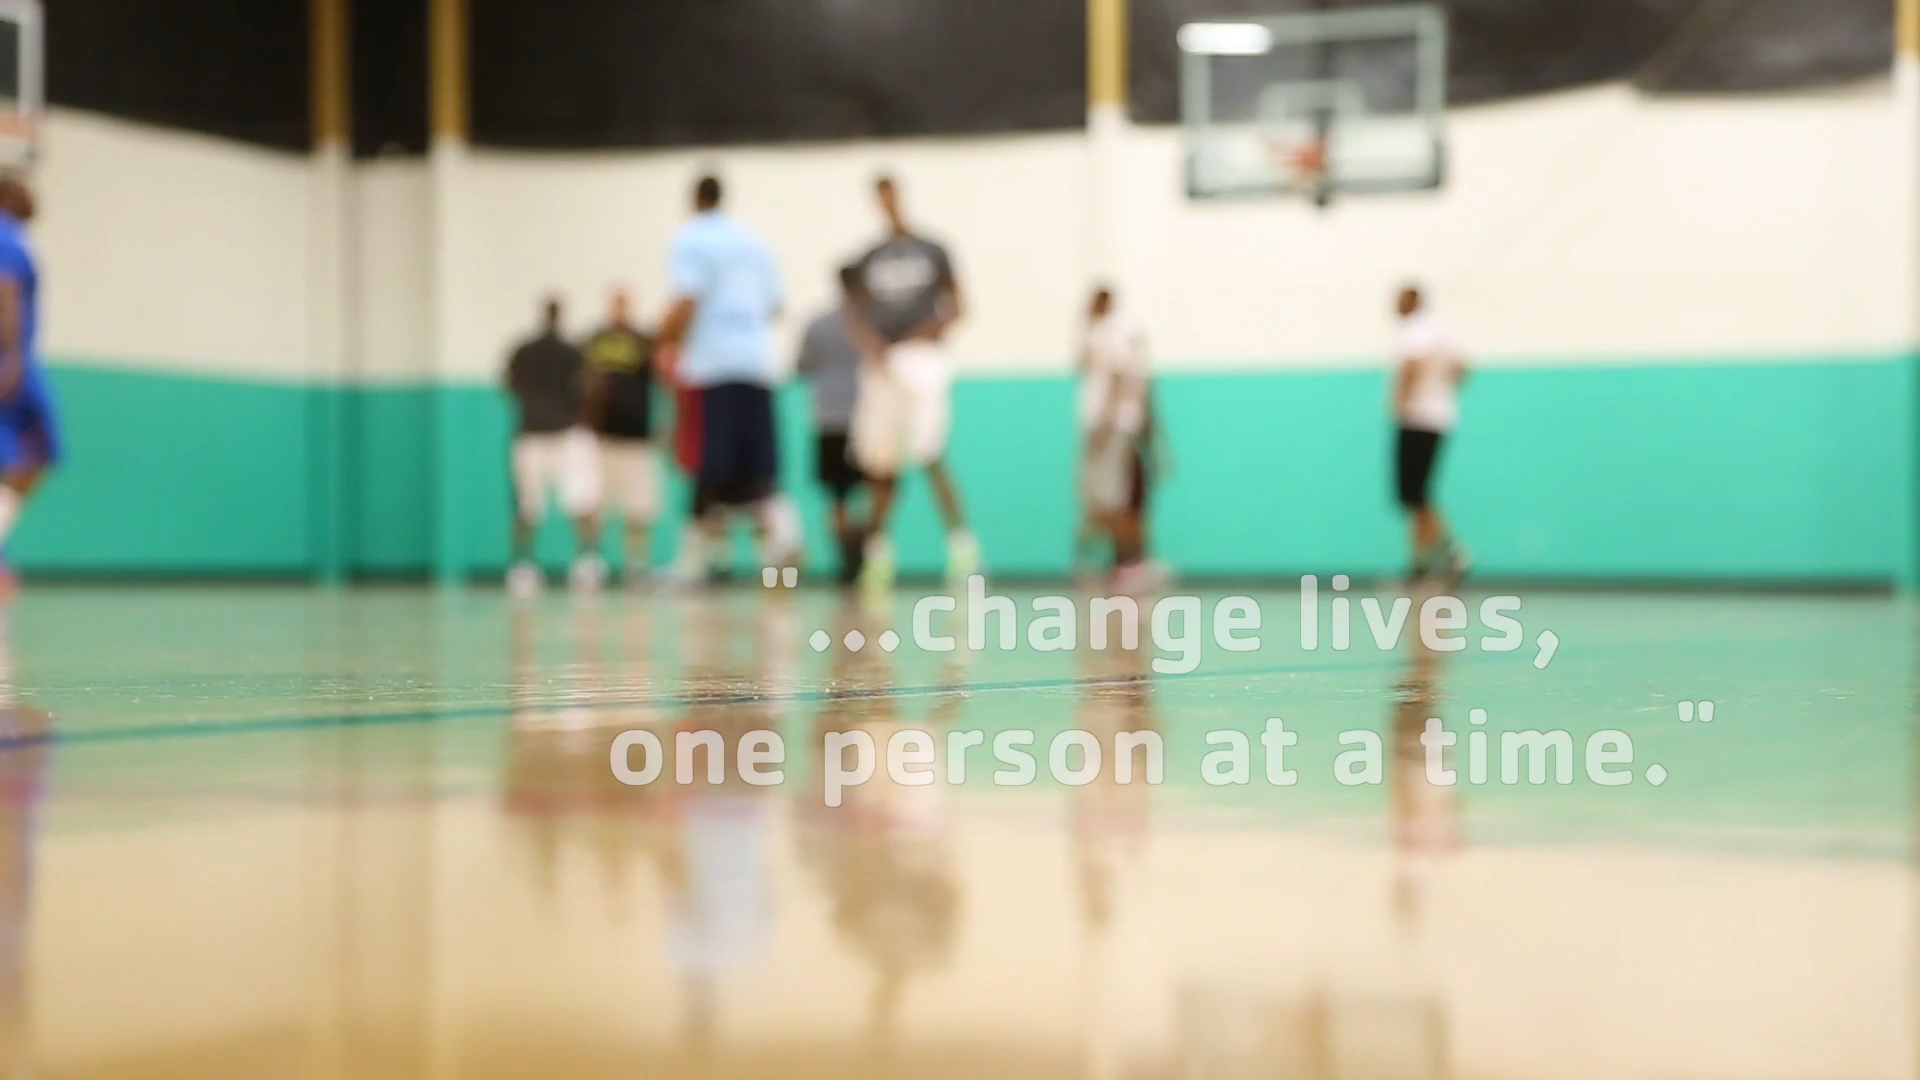 "...change lives,
one person at a time."